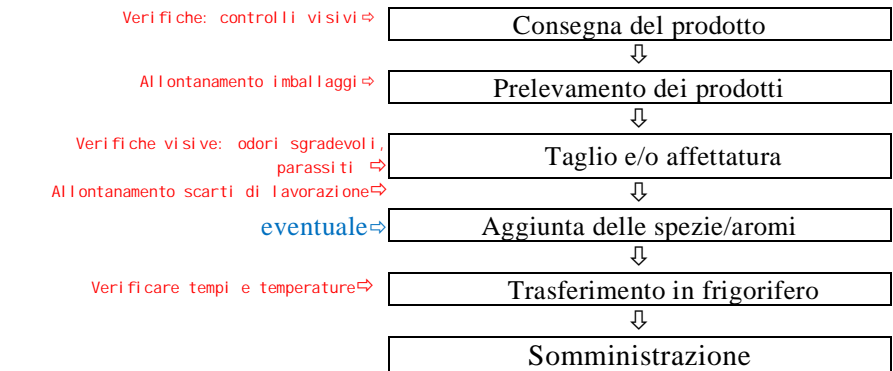 Verifiche: controlli visivi⇨ Consegna del prodotto
⇩
Allontanamento imballaggi⇨ Prelevamento dei prodotti
⇩
Verifiche visive: odori sgradevoli,
parassiti ⇨ Taglio e/o affettatura
Allontanamento scarti di lavorazione⇨ ⇩
eventuale⇨ Aggiunta delle spezie/aromi
⇩
Verificare tempi e temperature⇨ Trasferimento in frigorifero
⇩
Somministrazione